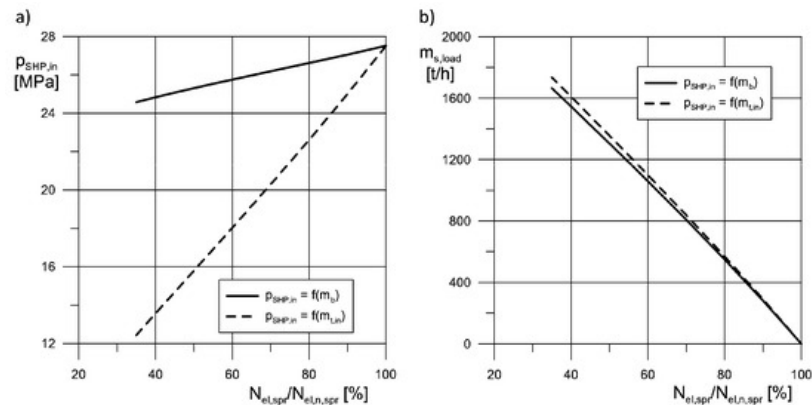 a)
p_SHP,in
[MPa]
28
24
20
16
12
20 40 60 80 100
N_el,spr/N_el,n,spr [%]
p_SHP,in = f(m_b)
p_SHP,in = f(m_t,in)
b)
m_s,load
[t/h]
2000
1600
1200
800
400
0
20 40 60 80 100
N_el,spr/N_el,n,spr [%]
p_SHP,in = f(m_b)
p_SHP,in = f(m_t,in)